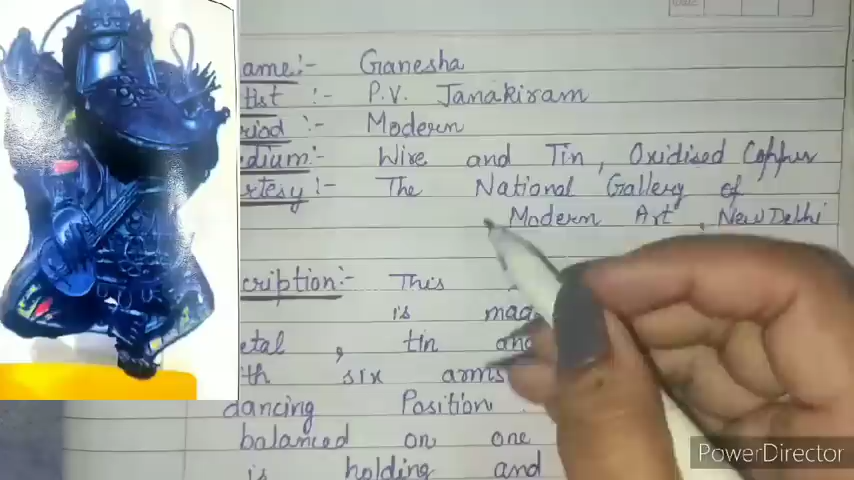 ame:- Ganesha
tist :- P.V. Janakiram
riod :- Modern
edium:- Wire and Tin, Oxidised Copper
rtesy:- The National Gallery of
Modern Art, New Delhi
cription:- This
is mad
etal, tin and
ith six arms
dancing Position
balanced on one
is holding and
PowerDirector